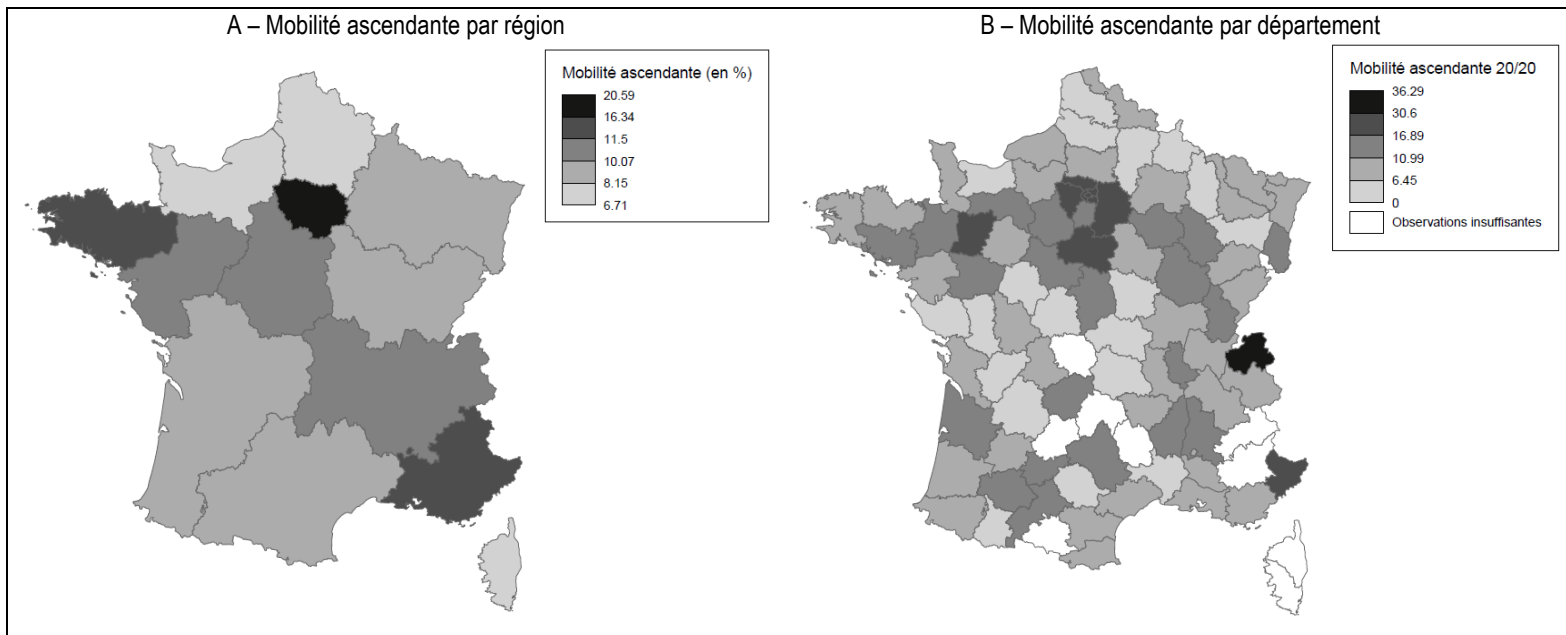 A – Mobilité ascendante par région
Mobilité ascendante (en %)
20.59
16.34
11.5
10.07
8.15
6.71
B – Mobilité ascendante par département
Mobilité ascendante 20/20
36.29
30.6
16.89
10.99
6.45
0
Observations insuffisantes